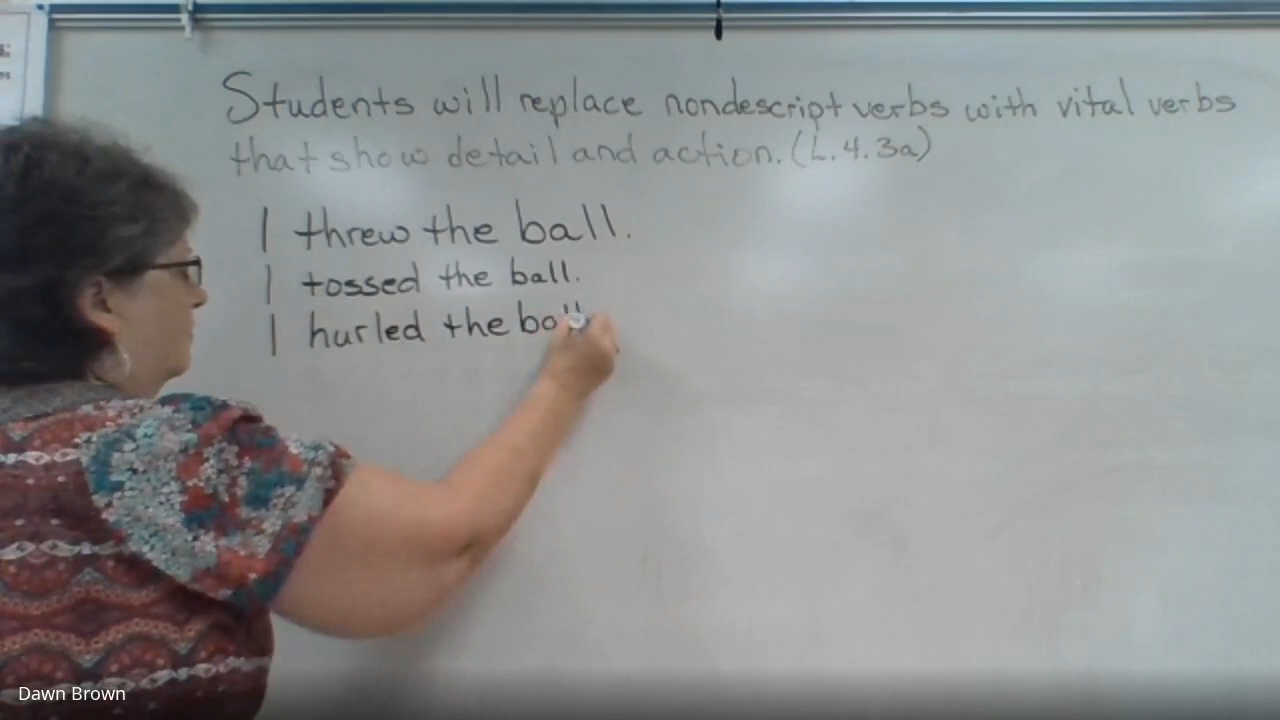 Students will replace nondescript verbs with vital verbs
that show detail and action. (L.4.3a)
I threw the ball.
I tossed the ball.
I hurled the ball
Dawn Brown